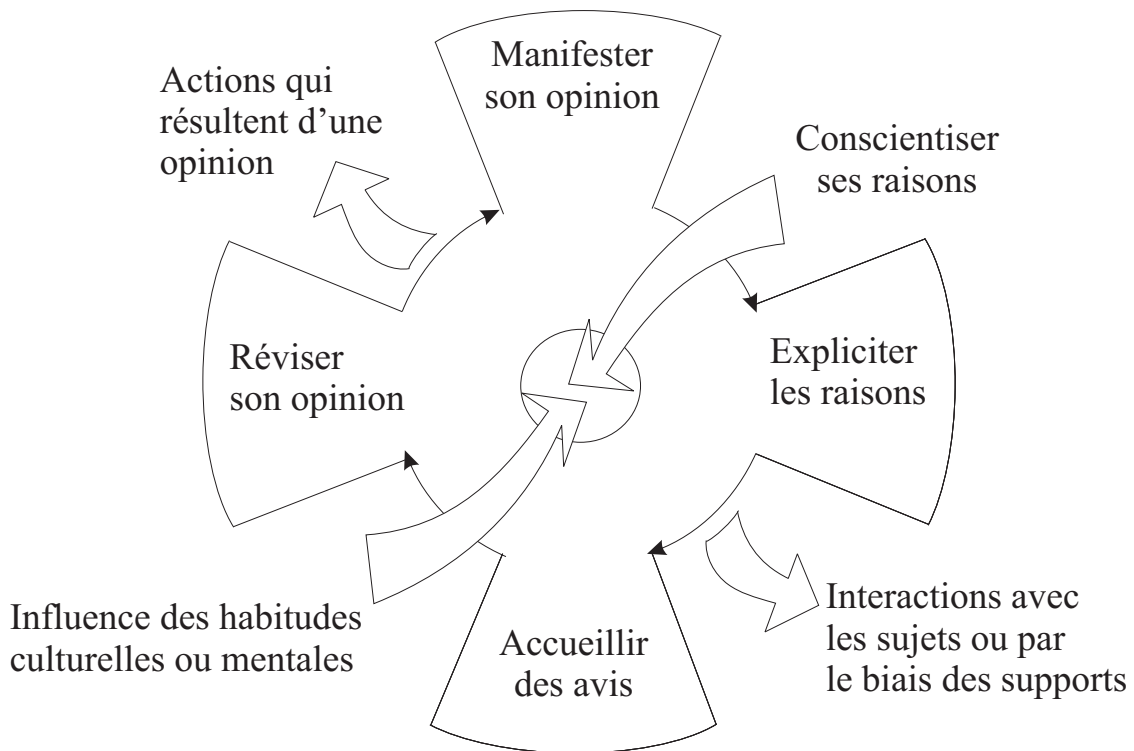 Manifester
son opinion
Actions qui
résultent d’une
opinion
Conscientiser
ses raisons
Réviser
son opinion
Expliciter
les raisons
Influence des habitudes
culturelles ou mentales
Accueillir
des avis
Interactions avec
les sujets ou par
le biais des supports